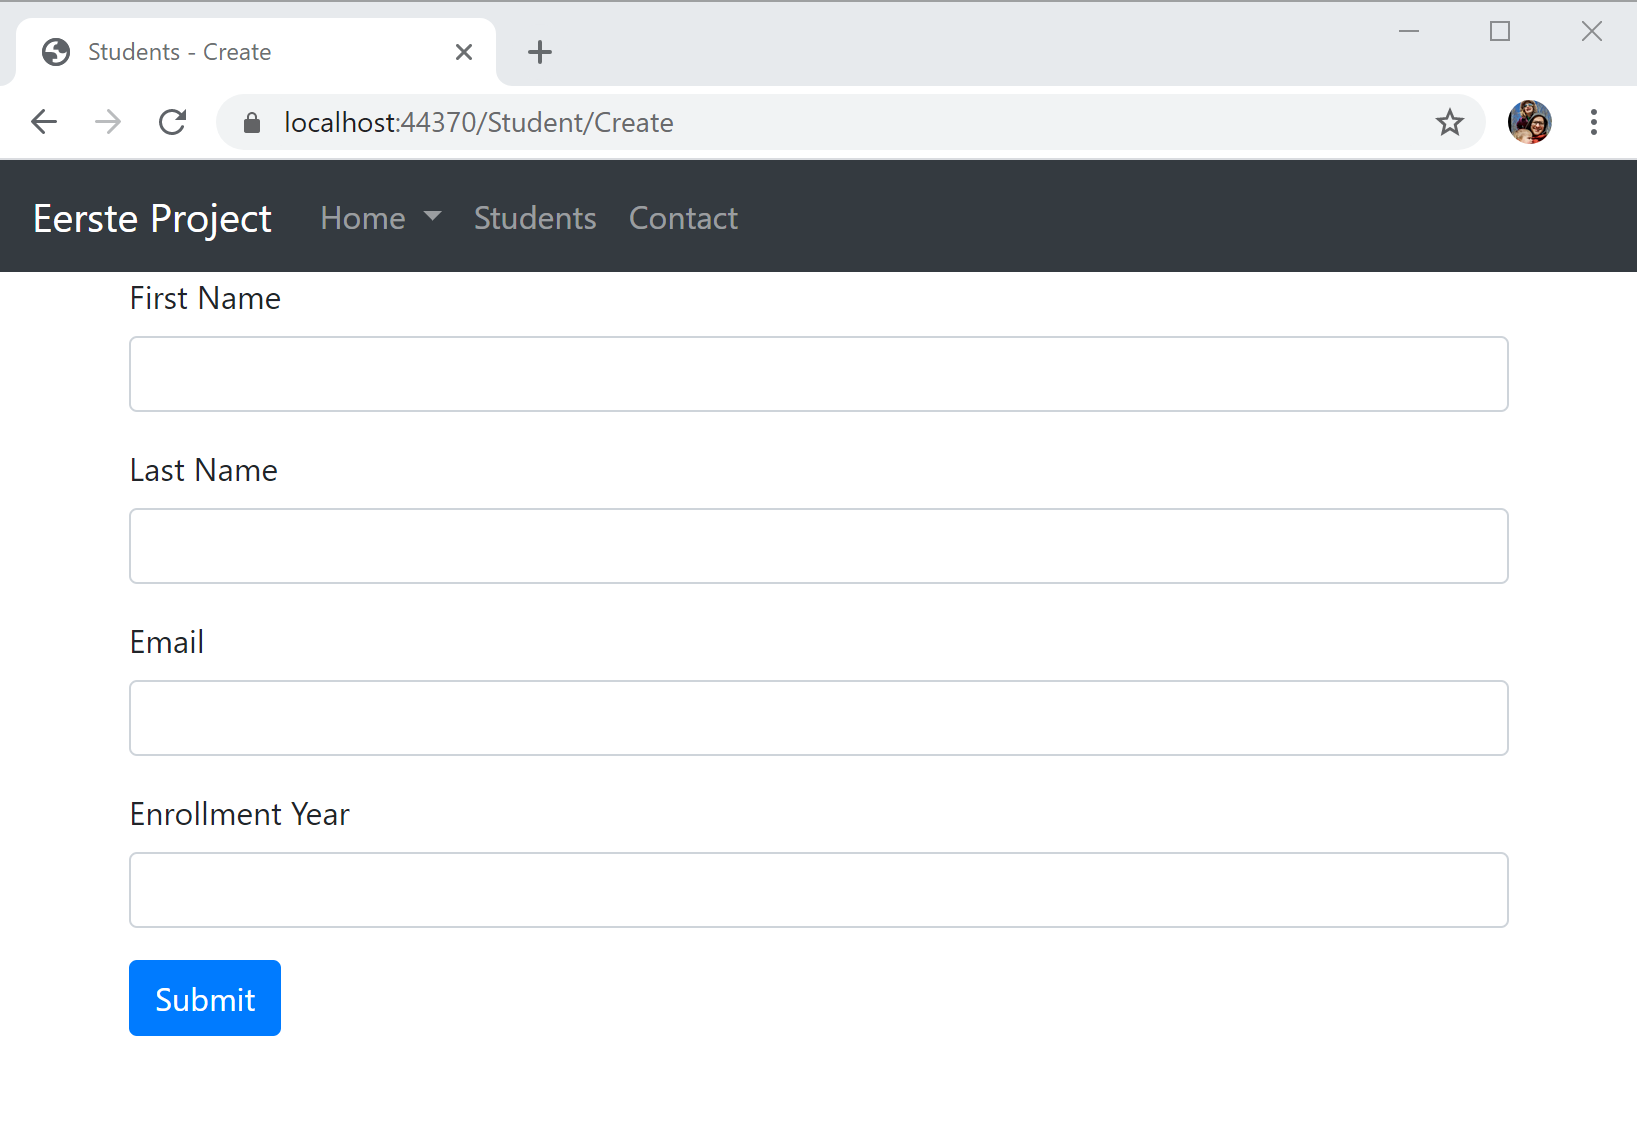 Students - Create
localhost:44370/Student/Create
Eerste Project Home Students Contact
First Name
Last Name
Email
Enrollment Year
Submit